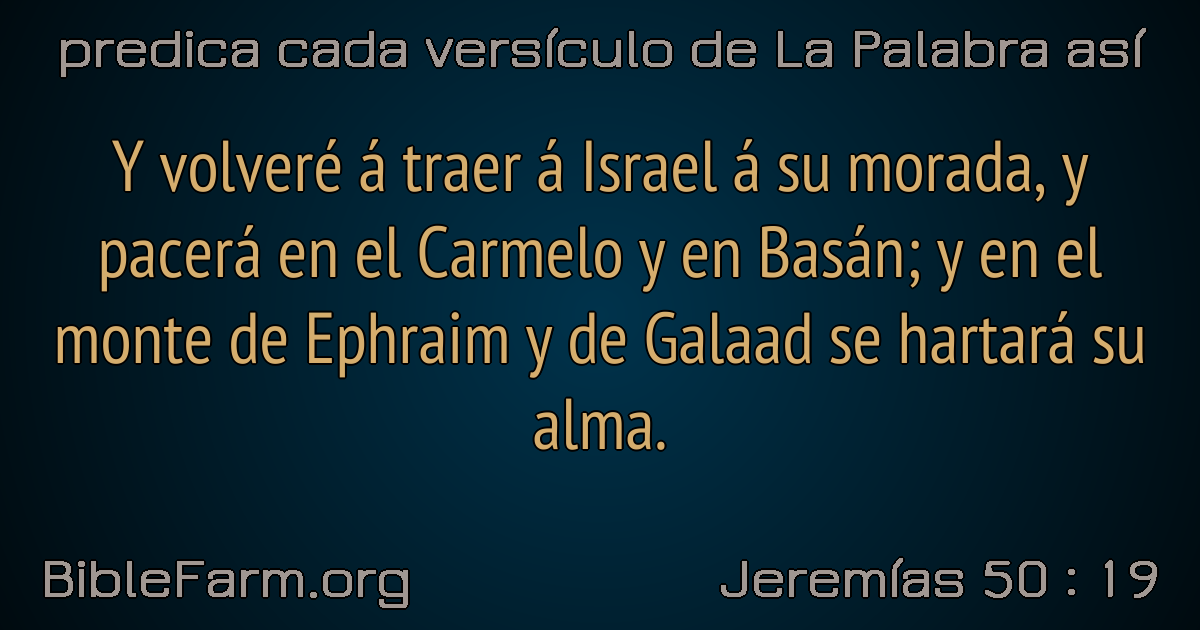 predica cada versículo de La Palabra así
Y volveré á traer á Israel á su morada, y
pacerá en el Carmelo y en Basán; y en el
monte de Ephraim y de Galaad se hartará su
alma.
BibleFarm.org
Jeremías 50 : 19